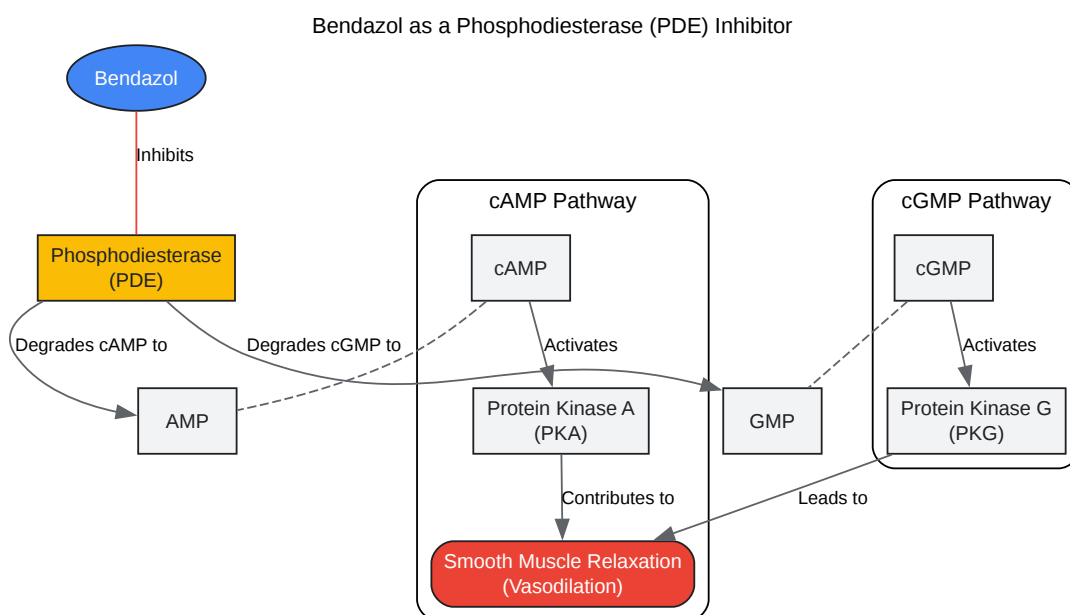 Bendazol as a Phosphodiesterase (PDE) Inhibitor
Bendazol
Inhibits
cAMP Pathway
cGMP Pathway
Phosphodiesterase
(PDE)
cAMP
cGMP
Degrades cAMP to
Degrades cGMP to
Activates
Activates
AMP
Protein Kinase A
(PKA)
GMP
Protein Kinase G
(PKG)
Contributes to
Leads to
Smooth Muscle Relaxation
(Vasodilation)